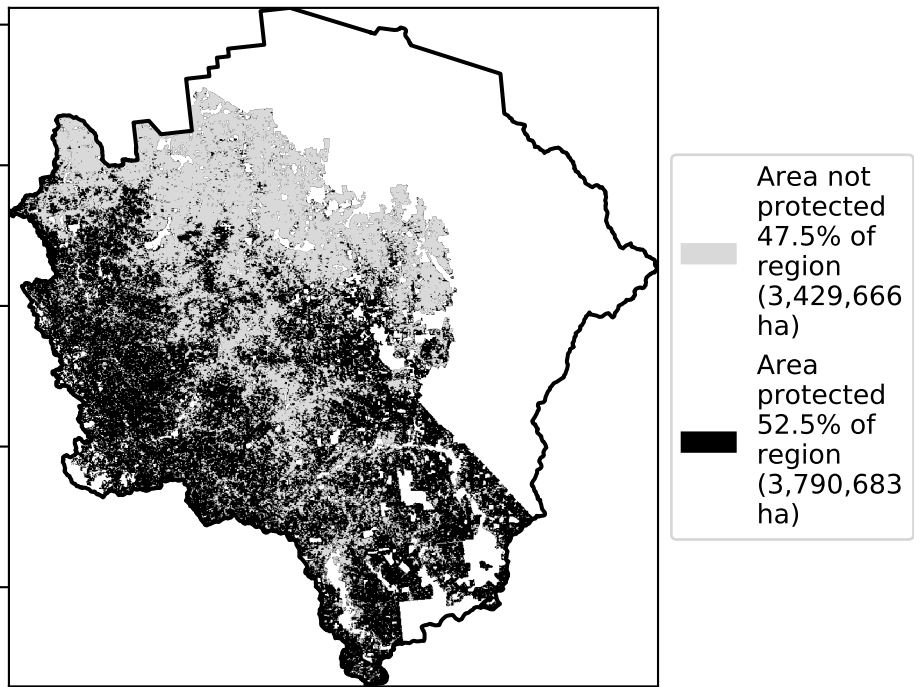 Area not
protected
47.5% of
region
(3,429,666
ha)
Area
protected
52.5% of
region
(3,790,683
ha)